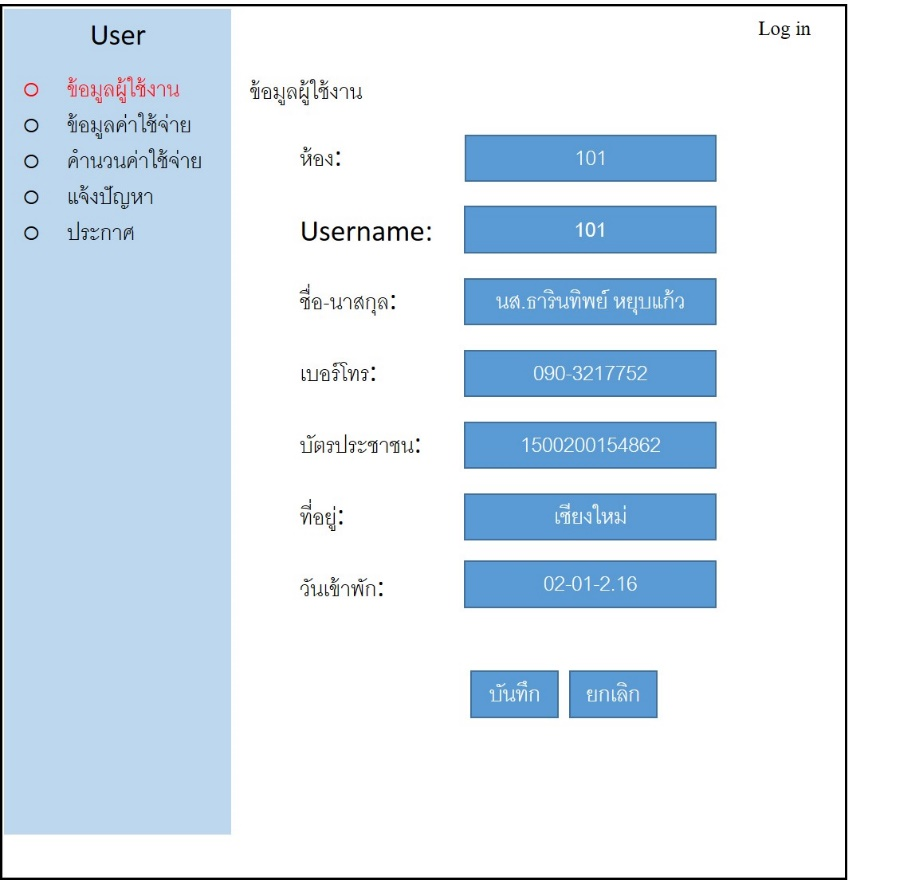 User
ข้อมูลผู้ใช้งาน
ข้อมูลค่าใช้จ่าย
คำนวนค่าใช้จ่าย
แจ้งปัญหา
ประกาศ
Log in
ข้อมูลผู้ใช้งาน
ห้อง: 101
Username: 101
ชื่อ-นาสกุล: นส.ธารินทิพย์ หยุบแก้ว
เบอร์โทร: 090-3217752
บัตรประชาชน: 1500200154862
ที่อยู่: เชียงใหม่
วันเข้าพัก: 02-01-2.16
บันทึก ยกเลิก